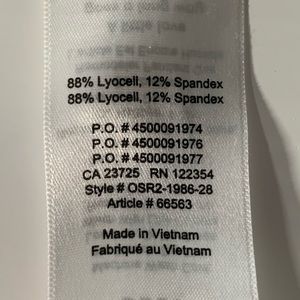 88% Lyocell, 12% Spandex
88% Lyocell, 12% Spandex
P.O. # 4500091974
P.O. # 4500091976
P.O. # 4500091977
CA 23725 RN 122354
Style # OSR2-1986-28
Article # 66563
Made in Vietnam
Fabriqué au Vietnam